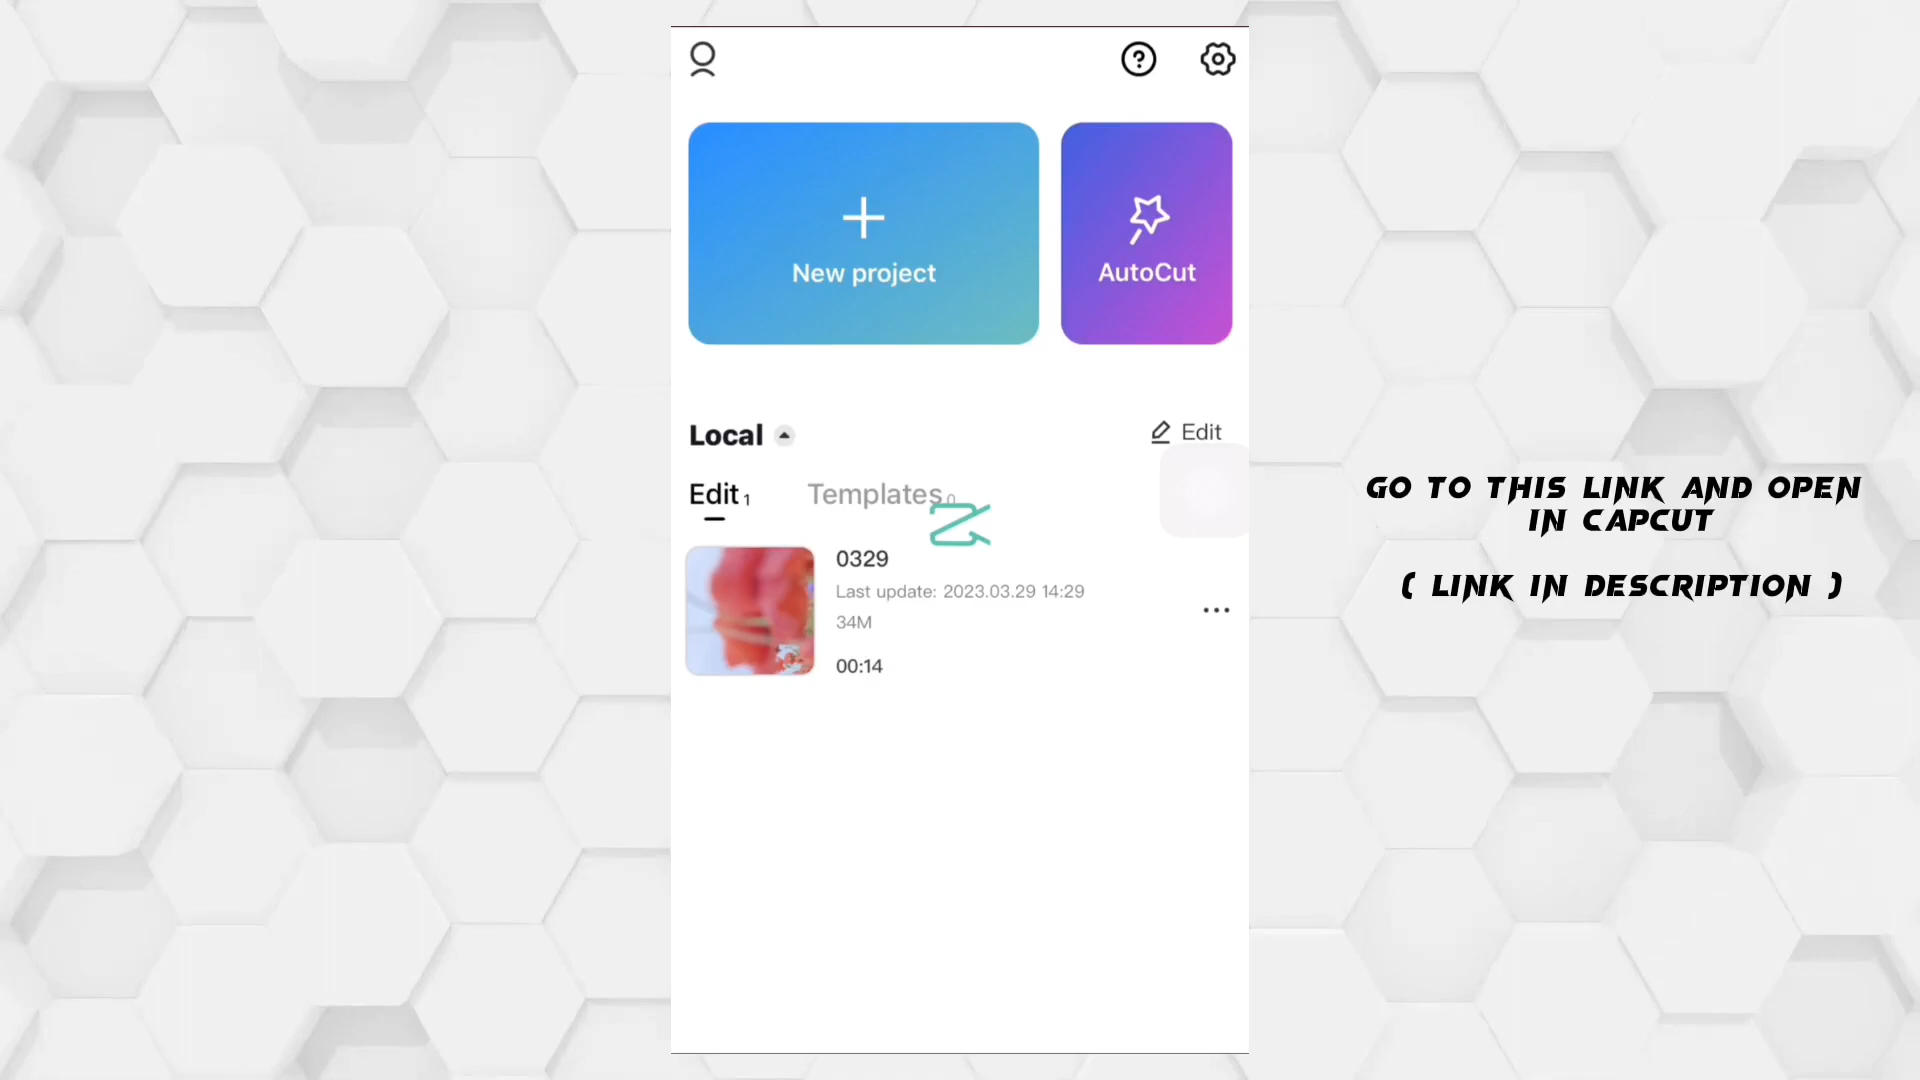 New project
AutoCut
Local
Edit
Edit 1
Templates 0
0329
Last update: 2023.03.29 14:29
34M
00:14
GO TO THIS LINK AND OPEN
IN CAPCUT
( LINK IN DESCRIPTION )